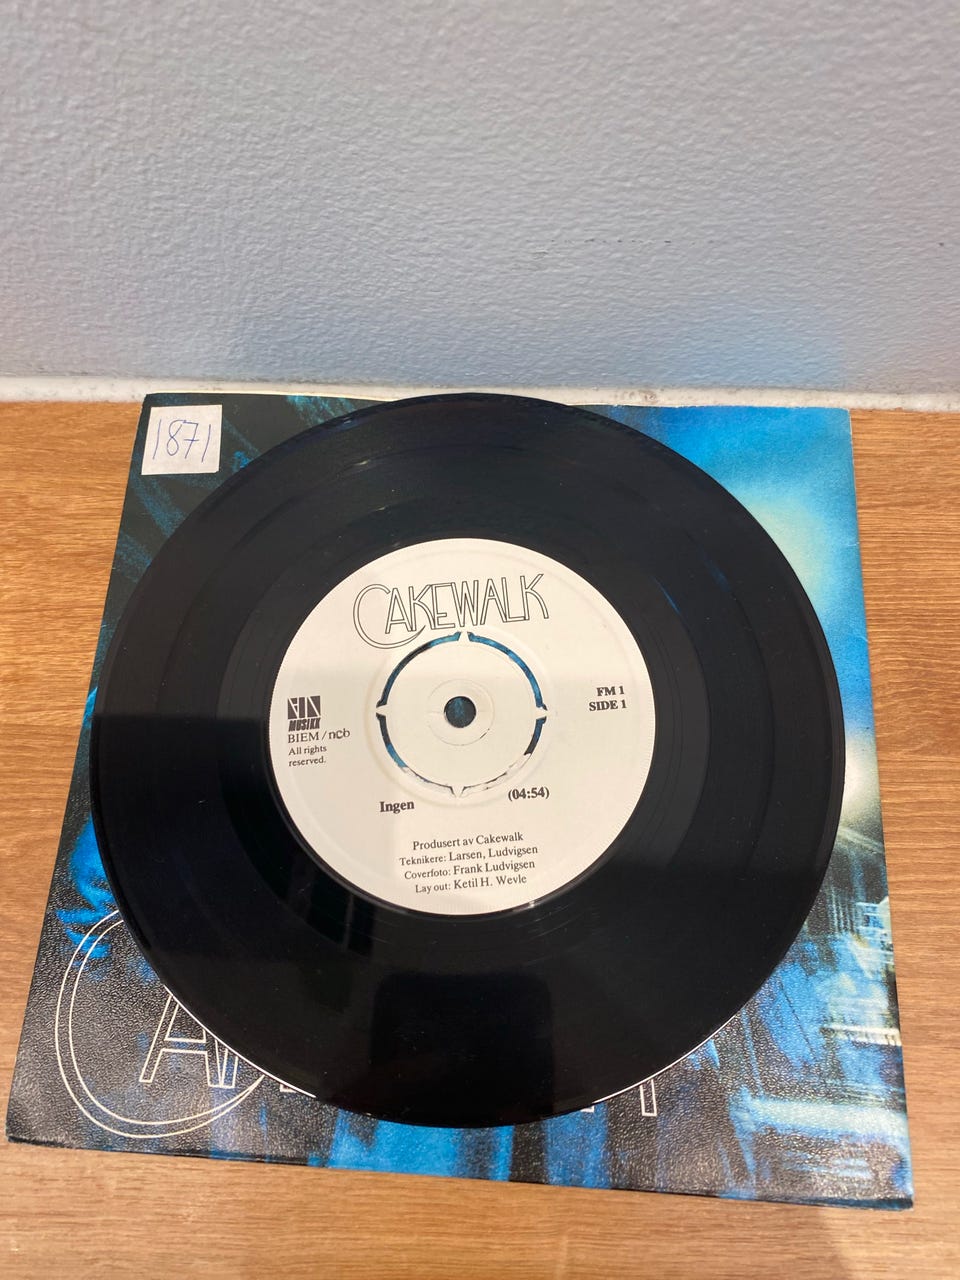 1871
CAKEWALK
FM 1
SIDE 1
FIN
MUSIKK
BIEM / ncb
All rights
reserved.
Ingen (04:54)
Produsert av Cakewalk
Teknikere: Larsen, Ludvigsen
Coverfoto: Frank Ludvigsen
Lay out: Ketil H. Wevle